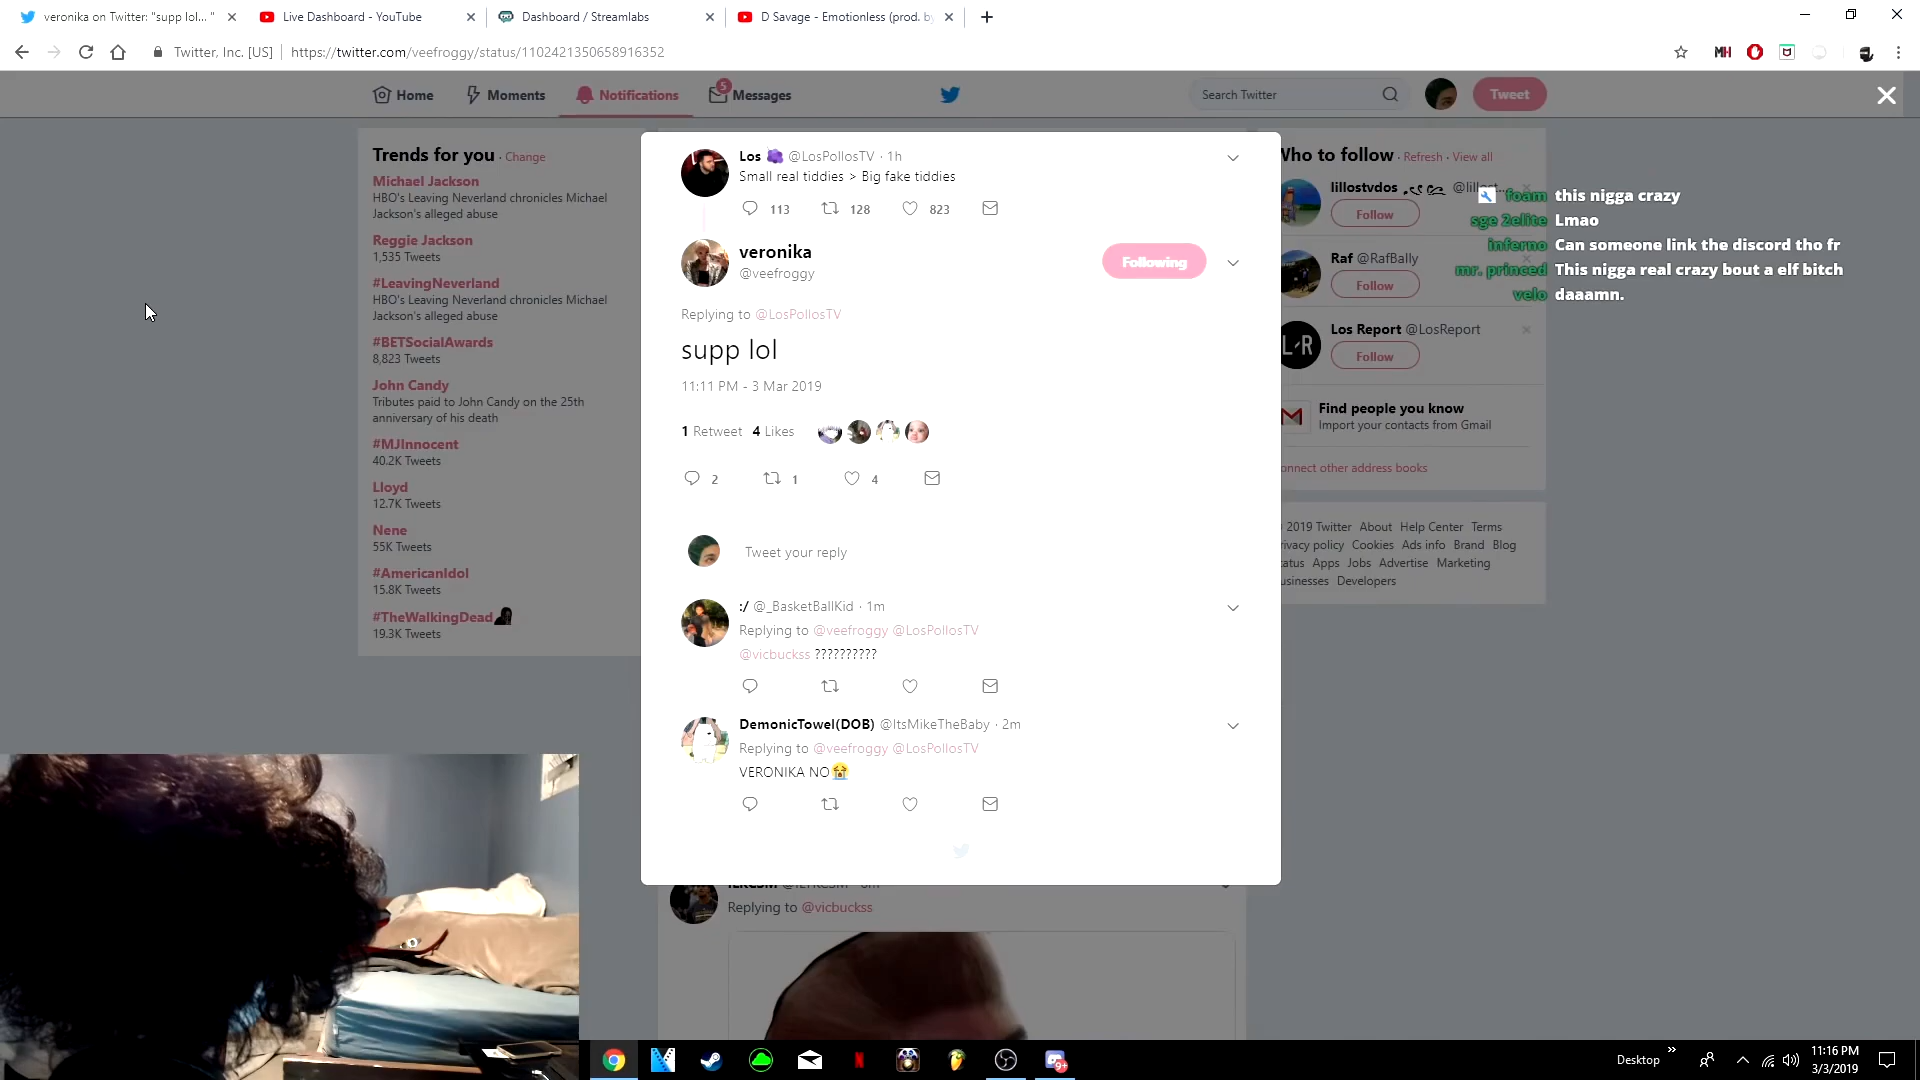 veronika on Twitter: "supp lol... "
Live Dashboard - YouTube
Dashboard / Streamlabs
D Savage - Emotionless (prod. by
Twitter, Inc. [US]
https://twitter.com/veefroggy/status/1102421350658916352
Home
Moments
Notifications
5
Messages
Search Twitter
Tweet
Trends for you · Change
Michael Jackson
HBO's Leaving Neverland chronicles Michael
Jackson's alleged abuse
Reggie Jackson
1,535 Tweets
#LeavingNeverland
HBO's Leaving Neverland chronicles Michael
Jackson's alleged abuse
#BETSocialAwards
8,823 Tweets
John Candy
Tributes paid to John Candy on the 25th
anniversary of his death
#MJInnocent
40.2K Tweets
Lloyd
12.7K Tweets
Nene
55K Tweets
#AmericanIdol
15.8K Tweets
#TheWalkingDead
19.3K Tweets
Los @LosPollosTV · 1h
Small real tiddies > Big fake tiddies
113 128 823
veronika
@veefroggy
Following
Replying to @LosPollosTV
supp lol
11:11 PM - 3 Mar 2019
1 Retweet 4 Likes
2 1 4
Tweet your reply
:/ @_BasketBallKid · 1m
Replying to @veefroggy @LosPollosTV
@vicbuckss ??????????
DemonicTowel(DOB) @ItsMikeTheBaby · 2m
Replying to @veefroggy @LosPollosTV
VERONIKA NO😭
Replying to @vicbuckss
Who to follow · Refresh · View all
lillostvdos
Follow
Raf @RafBally
Follow
Los Report @LosReport
L-R
Follow
Find people you know
Import your contacts from Gmail
onnect other address books
2019 Twitter About Help Center Terms
rivacy policy Cookies Ads info Brand Blog
tatus Apps Jobs Advertise Marketing
usinesses Developers
foam this nigga crazy
sge 2elite Lmao
inferno Can someone link the discord tho fr
mr. princed This nigga real crazy bout a elf bitch
velo daaamn.
Desktop
11:16 PM
3/3/2019